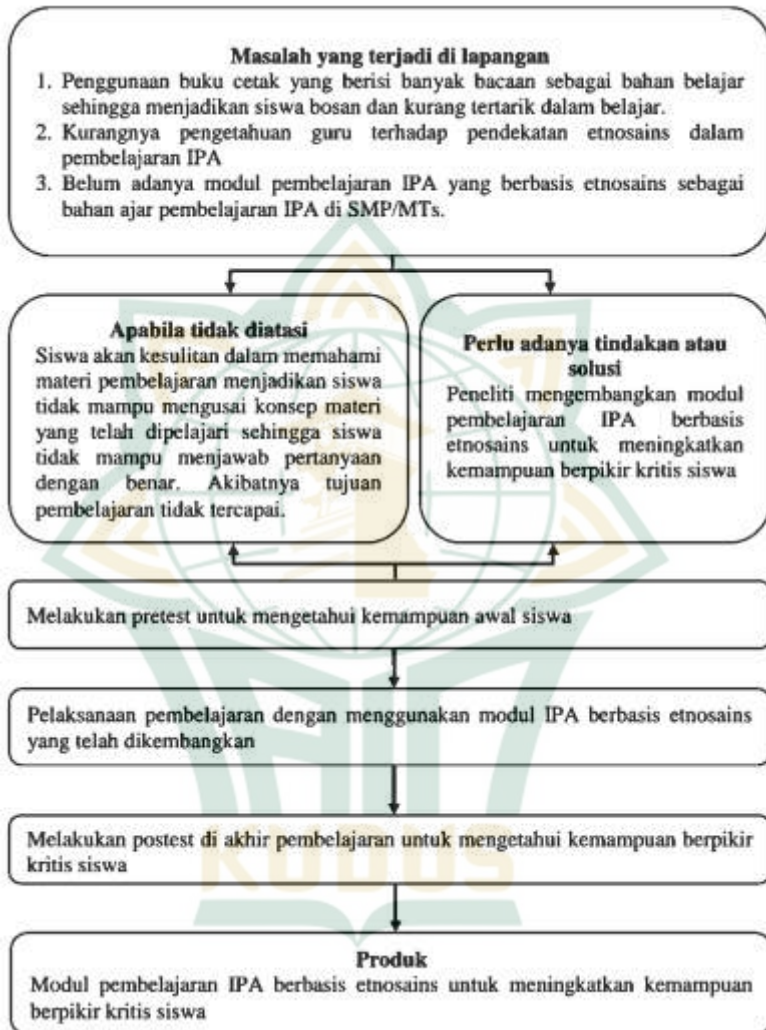 Masalah yang terjadi di lapangan
1. Penggunaan buku cetak yang berisi banyak bacaan sebagai bahan belajar
sehingga menjadikan siswa bosan dan kurang tertarik dalam belajar.
2. Kurangnya pengetahuan guru terhadap pendekatan etnosains dalam
pembelajaran IPA
3. Belum adanya modul pembelajaran IPA yang berbasis etnosains sebagai
bahan ajar pembelajaran IPA di SMP/MTs.
Apabila tidak diatasi
Siswa akan kesulitan dalam memahami
materi pembelajaran menjadikan siswa
tidak mampu mengusai konsep materi
yang telah dipelajari sehingga siswa
tidak mampu menjawab pertanyaan
dengan benar. Akibatnya tujuan
pembelajaran tidak tercapai.
Perlu adanya tindakan atau
solusi
Peneliti mengembangkan modul
pembelajaran IPA berbasis
etnosains untuk meningkatkan
kemampuan berpikir kritis siswa
Melakukan pretest untuk mengetahui kemampuan awal siswa
Pelaksanaan pembelajaran dengan menggunakan modul IPA berbasis etnosains
yang telah dikembangkan
Melakukan postest di akhir pembelajaran untuk mengetahui kemampuan berpikir
kritis siswa
KUDUS
Produk
Modul pembelajaran IPA berbasis etnosains untuk meningkatkan kemampuan
berpikir kritis siswa